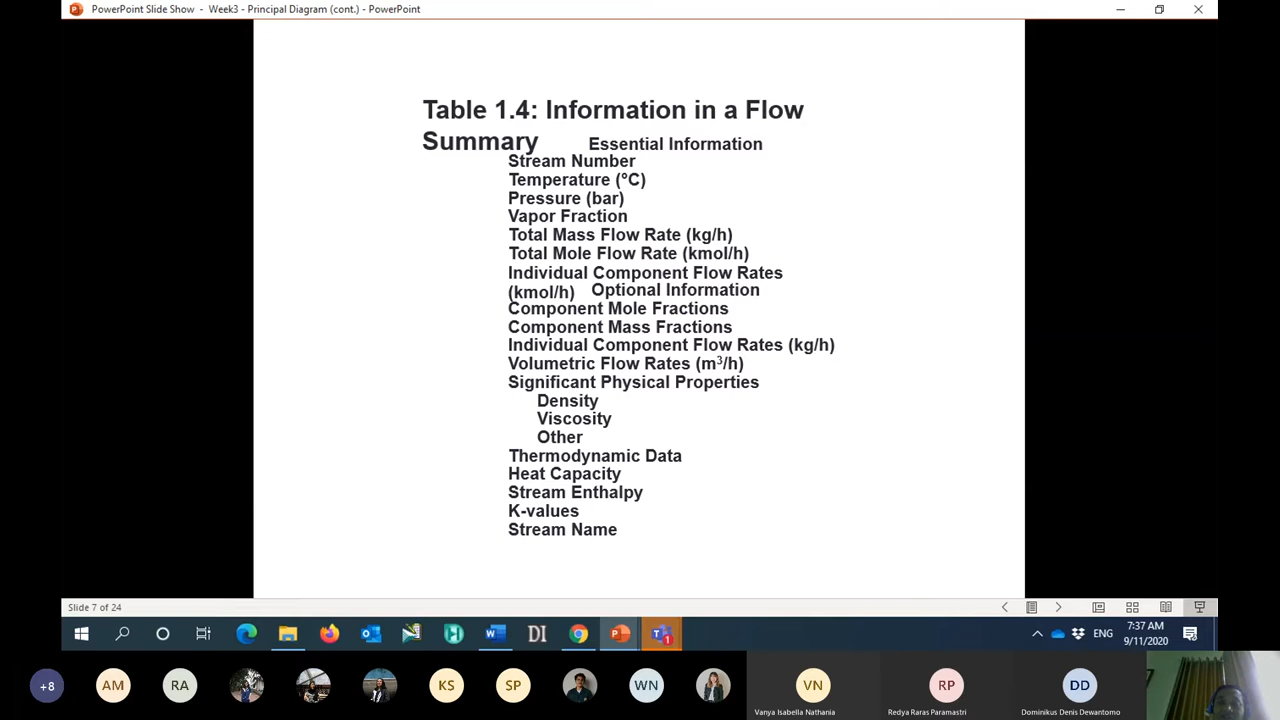 PowerPoint Slide Show - Week3 - Principal Diagram (cont.) - PowerPoint
Table 1.4: Information in a Flow
Summary Essential Information
Stream Number
Temperature (°C)
Pressure (bar)
Vapor Fraction
Total Mass Flow Rate (kg/h)
Total Mole Flow Rate (kmol/h)
Individual Component Flow Rates
(kmol/h) Optional Information
Component Mole Fractions
Component Mass Fractions
Individual Component Flow Rates (kg/h)
Volumetric Flow Rates (m³/h)
Significant Physical Properties
Density
Viscosity
Other
Thermodynamic Data
Heat Capacity
Stream Enthalpy
K-values
Stream Name
Slide 7 of 24
DI
1
ENG
7:37 AM
9/11/2020
+8 AM RA KS SP WN VN RP DD
Vanya Isabella Nathania Redya Raras Paramastri Dominikus Denis Dewantomo